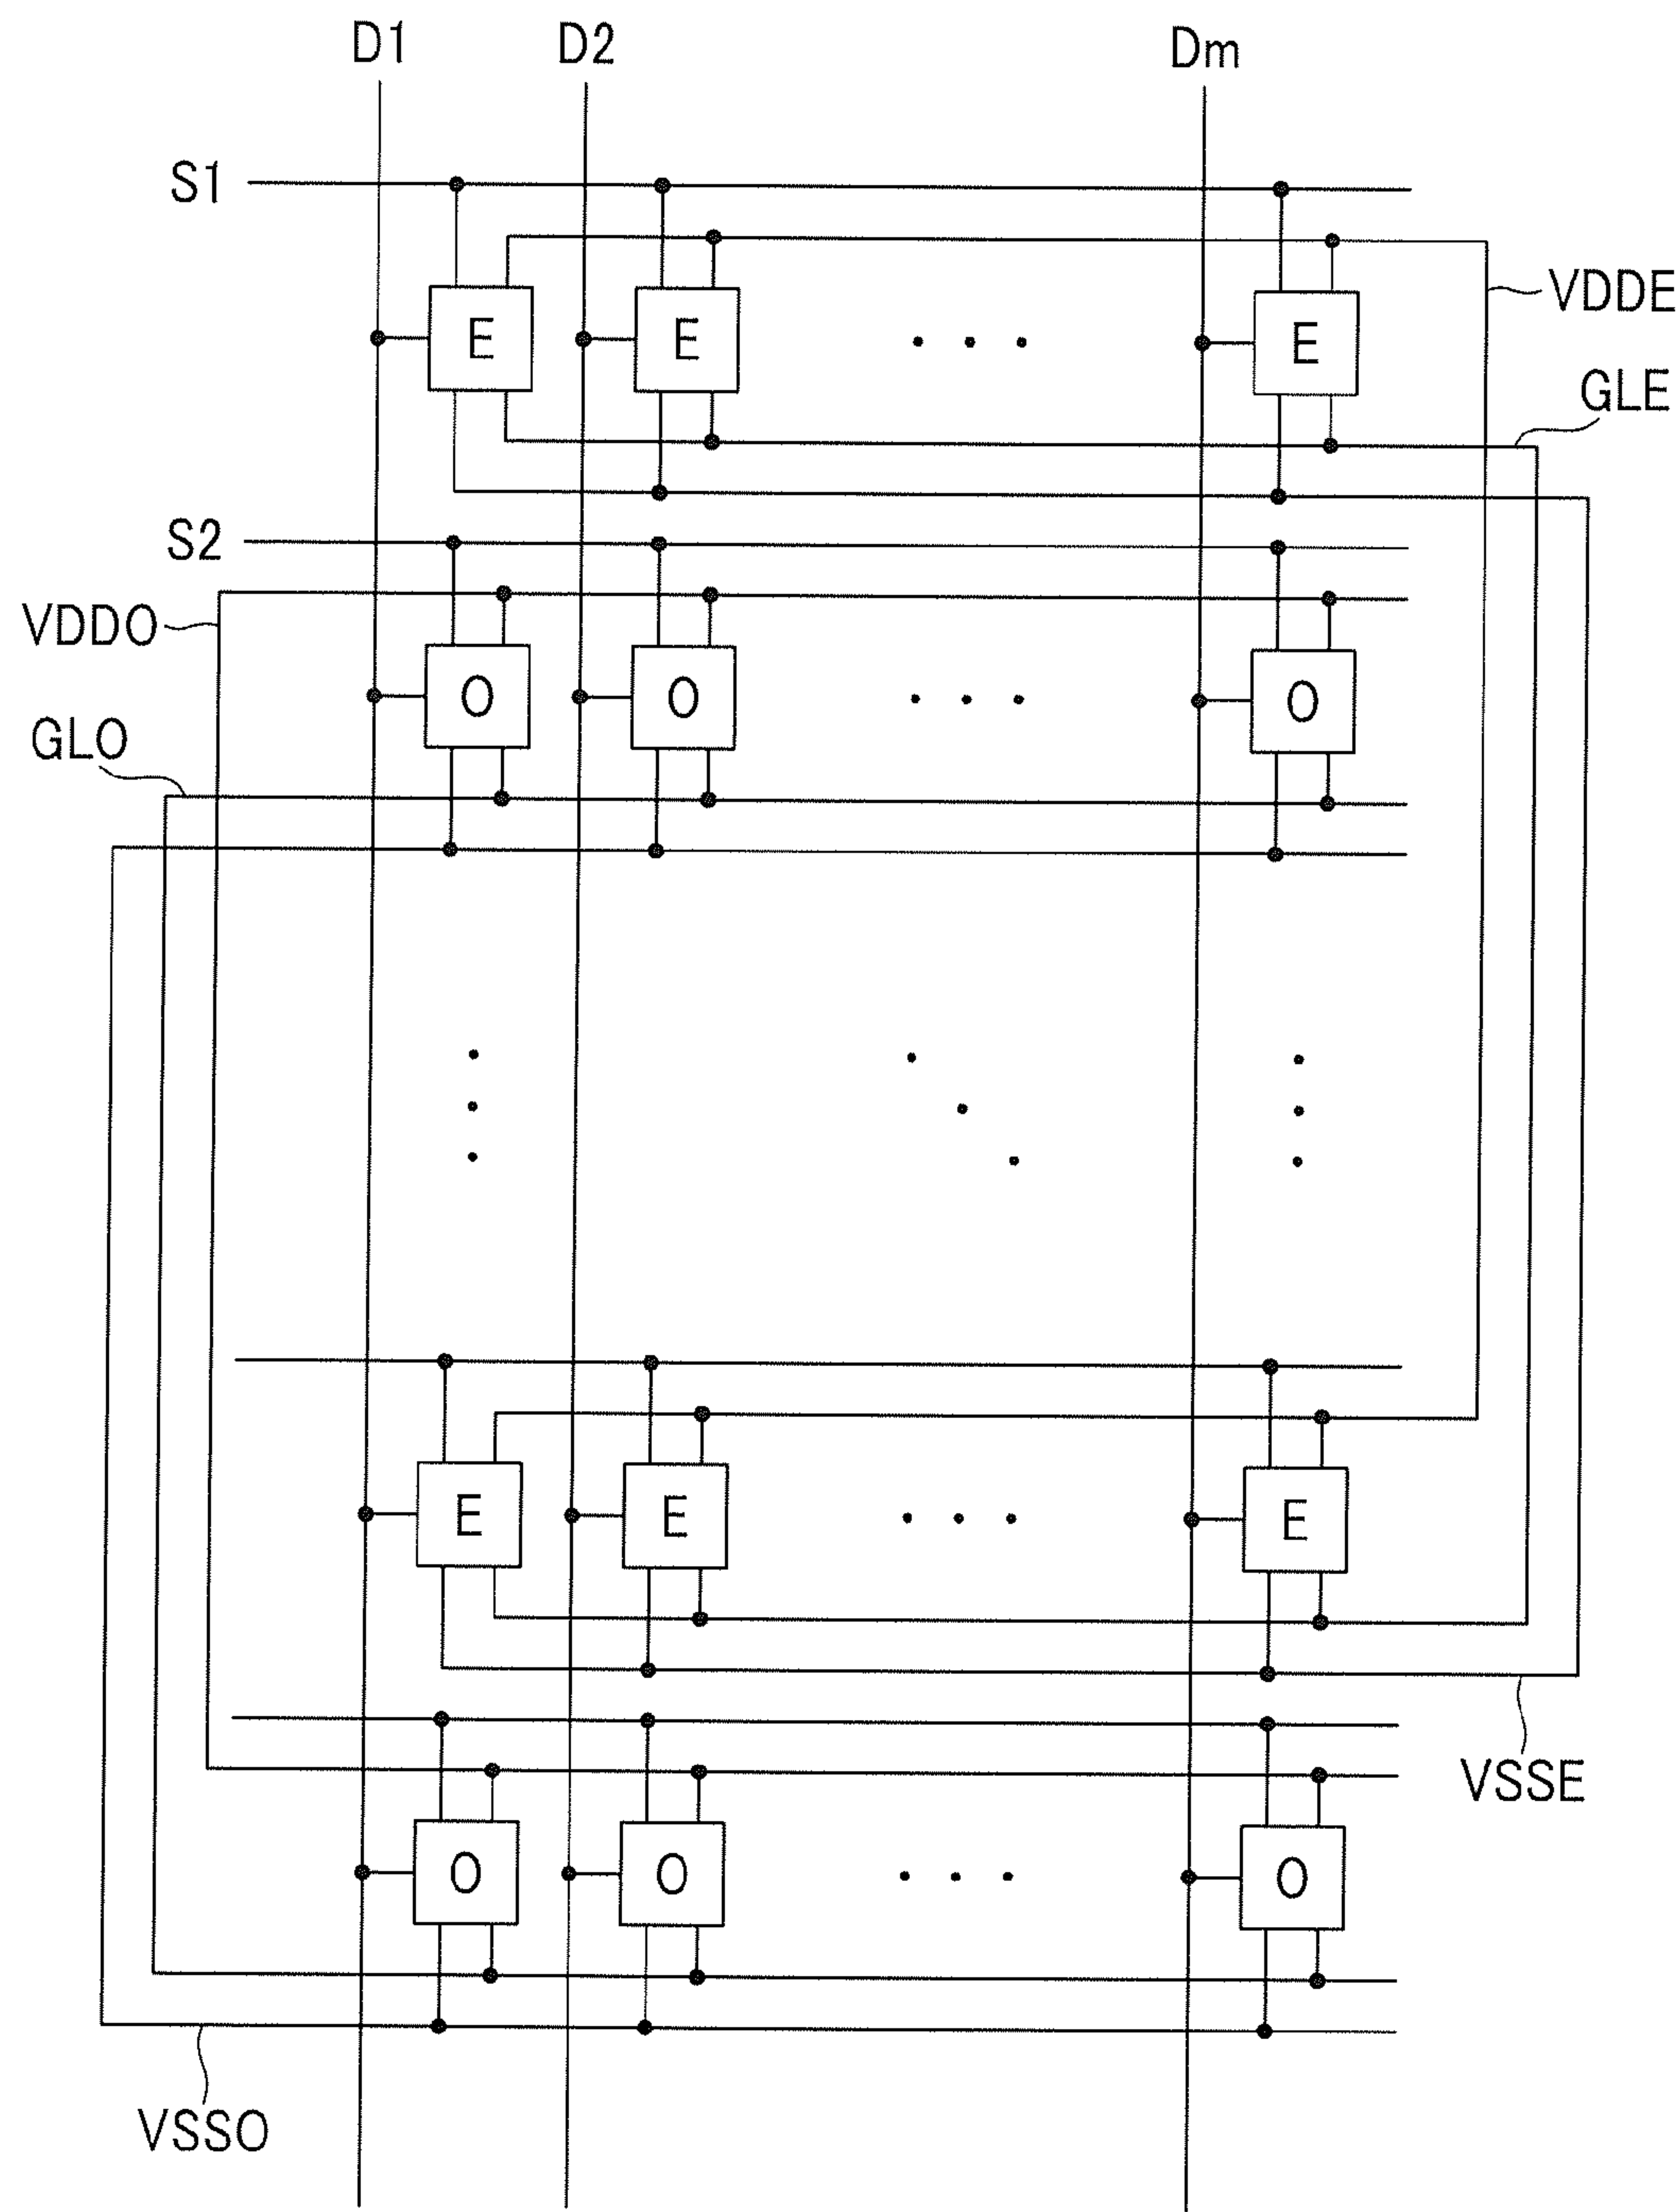 D1 D2 Dm
S1
VDDE
E E . . . E
GLE
S2
VDDO
O O . . . O
GLO
E E . . . E
VSSE
O O . . . O
VSSO